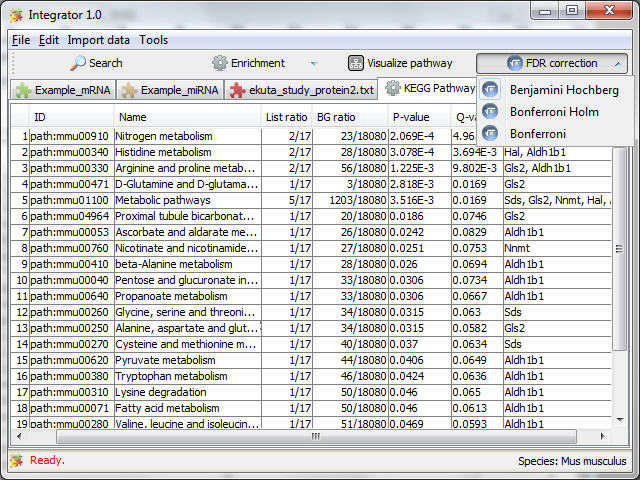 Integrator 1.0
File Edit Import data Tools
Search Enrichment Visualize pathway FDR correction
Example_mRNA Example_miRNA ekuta_study_protein2.txt KEGG Pathway
Benjamini Hochberg
Bonferroni Holm
Bonferroni
ID Name List ratio BG ratio P-value Q-va
1 path:mmu00910 Nitrogen metabolism 2/17 23/18080 2.069E-4 4.96
2 path:mmu00340 Histidine metabolism 2/17 28/18080 3.078E-4 3.694E-3 Hal, Aldh1b1
3 path:mmu00330 Arginine and proline metab... 2/17 56/18080 1.225E-3 9.802E-3 Gls2, Aldh1b1
4 path:mmu00471 D-Glutamine and D-glutama... 1/17 3/18080 2.818E-3 0.0169 Gls2
5 path:mmu01100 Metabolic pathways 5/17 1203/18080 3.516E-3 0.0169 Sds, Gls2, Nnmt, Hal, A
6 path:mmu04964 Proximal tubule bicarbonat... 1/17 20/18080 0.0186 0.0746 Gls2
7 path:mmu00053 Ascorbate and aldarate me... 1/17 26/18080 0.0242 0.0829 Aldh1b1
8 path:mmu00760 Nicotinate and nicotinamide... 1/17 27/18080 0.0251 0.0753 Nnmt
9 path:mmu00410 beta-Alanine metabolism 1/17 28/18080 0.026 0.0694 Aldh1b1
10 path:mmu00040 Pentose and glucuronate in... 1/17 33/18080 0.0306 0.0734 Aldh1b1
11 path:mmu00640 Propanoate metabolism 1/17 33/18080 0.0306 0.0667 Aldh1b1
12 path:mmu00260 Glycine, serine and threoni... 1/17 34/18080 0.0315 0.063 Sds
13 path:mmu00250 Alanine, aspartate and glut... 1/17 34/18080 0.0315 0.0582 Gls2
14 path:mmu00270 Cysteine and methionine m... 1/17 40/18080 0.037 0.0634 Sds
15 path:mmu00620 Pyruvate metabolism 1/17 44/18080 0.0406 0.0649 Aldh1b1
16 path:mmu00380 Tryptophan metabolism 1/17 46/18080 0.0424 0.0636 Aldh1b1
17 path:mmu00310 Lysine degradation 1/17 50/18080 0.046 0.065 Aldh1b1
18 path:mmu00071 Fatty acid metabolism 1/17 50/18080 0.046 0.0613 Aldh1b1
19 path:mmu00280 Valine, leucine and isoleucin... 1/17 51/18080 0.0469 0.0593 Aldh1b1
Ready. Species: Mus musculus